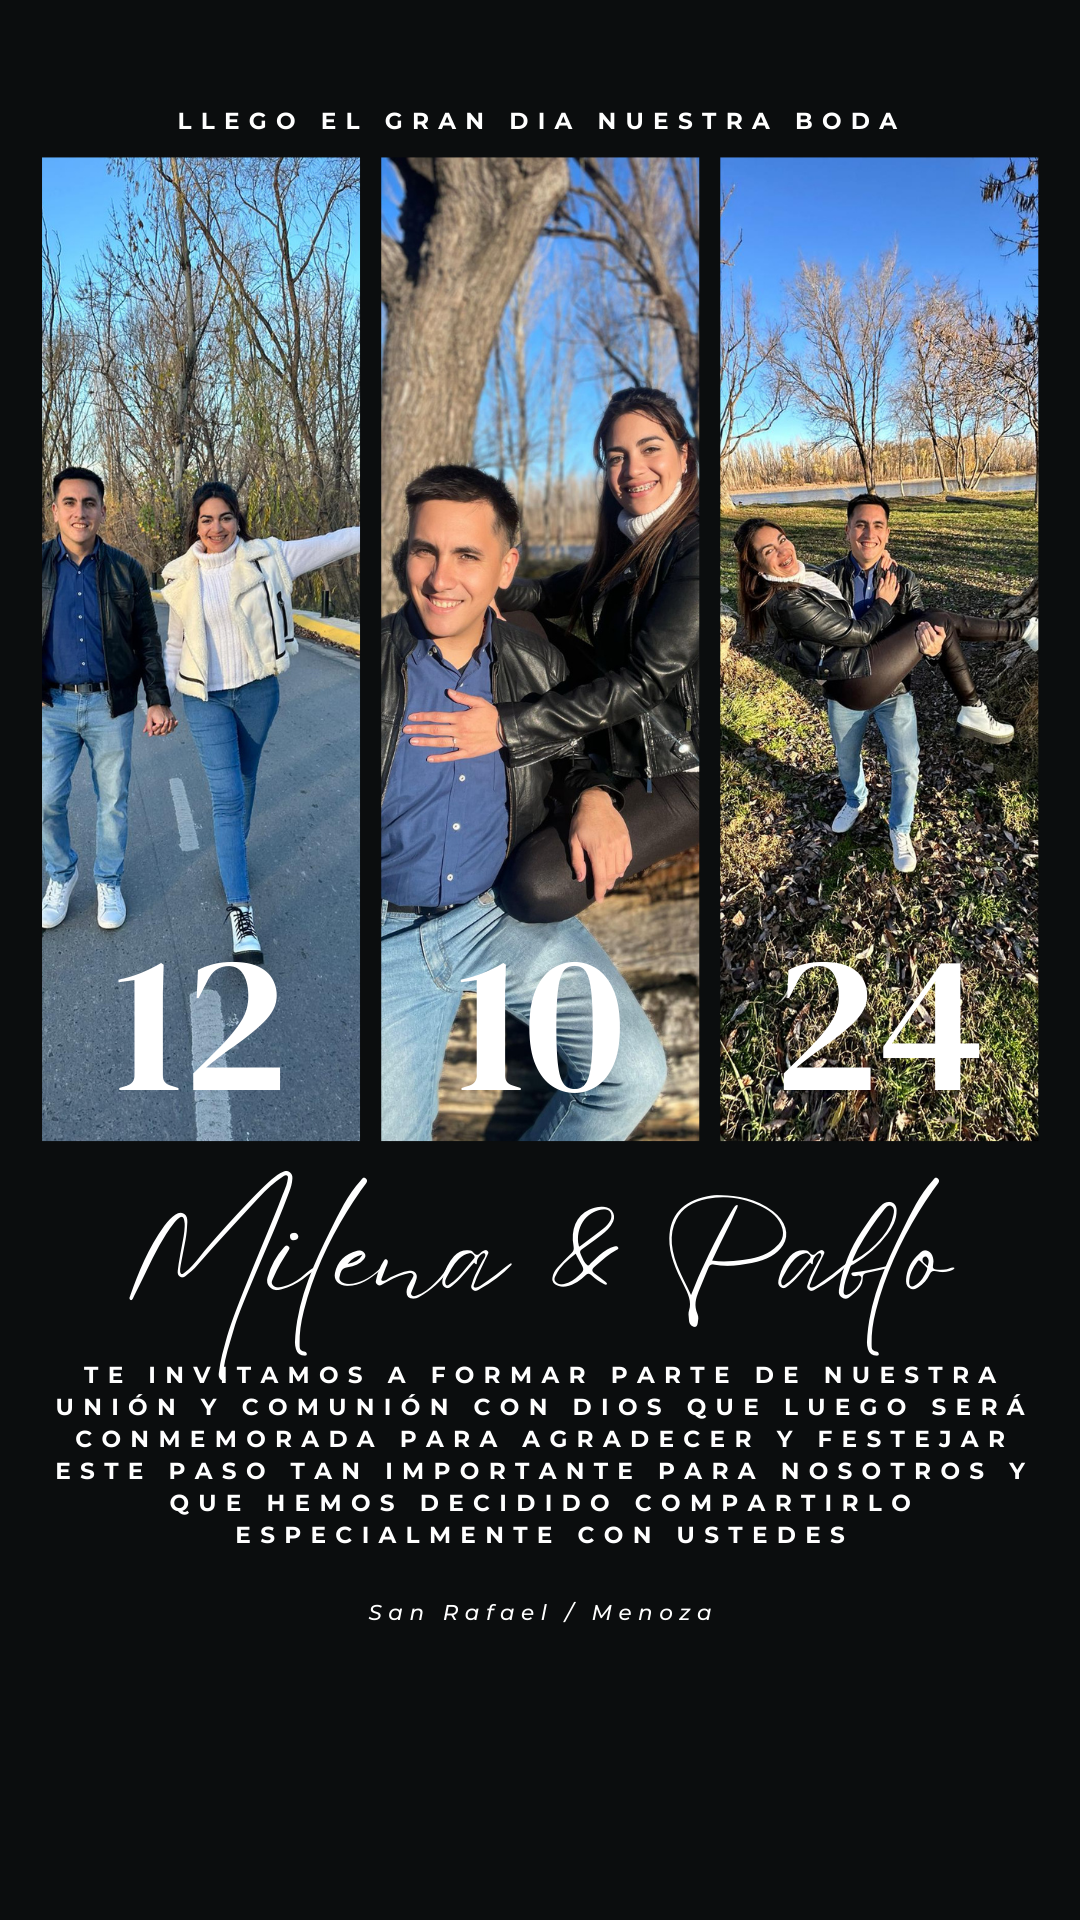 LLEGO EL GRAN DIA NUESTRA BODA
12 10 24
Milena & Pablo
TE INVITAMOS A FORMAR PARTE DE NUESTRA
UNIÓN Y COMUNIÓN CON DIOS QUE LUEGO SERÁ
CONMEMORADA PARA AGRADECER Y FESTEJAR
ESTE PASO TAN IMPORTANTE PARA NOSOTROS Y
QUE HEMOS DECIDIDO COMPARTIRLO
ESPECIALMENTE CON USTEDES
San Rafael / Menoza